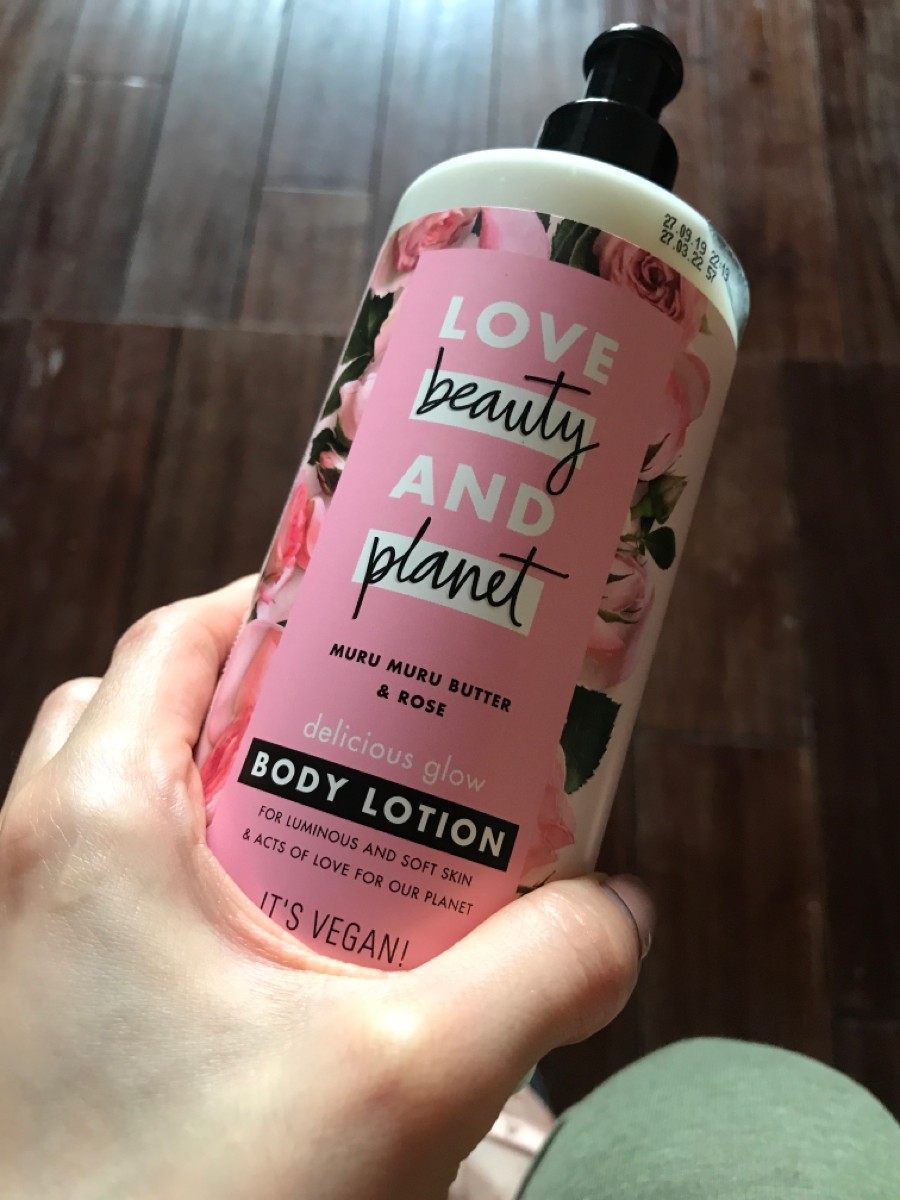 27.09.19 22:19
27.03.22 57
LOVE
beauty
AND
planet
MURU MURU BUTTER
& ROSE
delicious glow
BODY LOTION
FOR LUMINOUS AND SOFT SKIN
& ACTS OF LOVE FOR OUR PLANET
IT'S VEGAN!